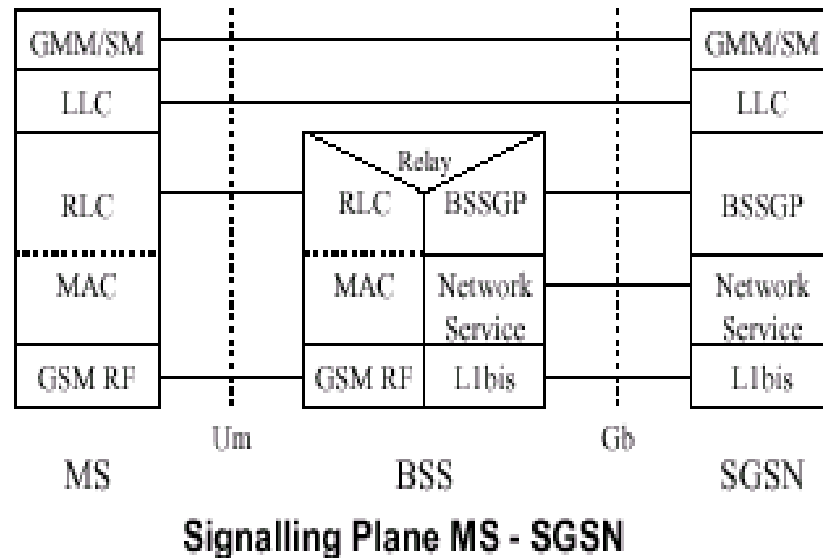 GMM/SM
GMM/SM
LLC
LLC
Relay
RLC
RLC
BSSGP
BSSGP
MAC
MAC
Network
Service
Network
Service
GSM RF
GSM RF
L1bis
L1bis
Um
Gb
MS
BSS
SGSN
Signalling Plane MS - SGSN